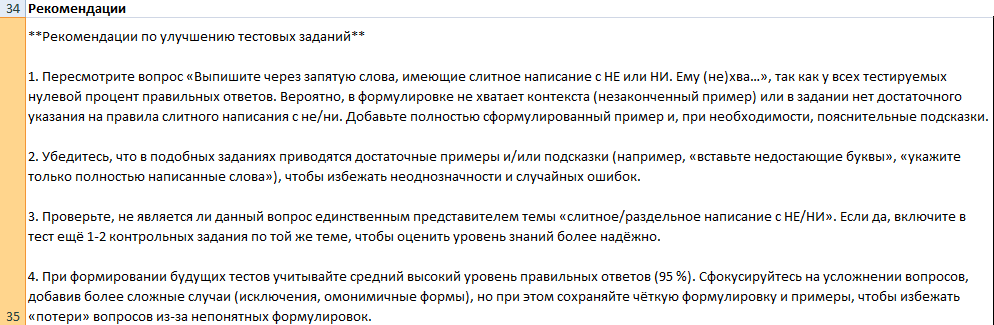 34 Рекомендации
**Рекомендации по улучшению тестовых заданий**
1. Пересмотрите вопрос «Выпишите через запятую слова, имеющие слитное написание с НЕ или НИ. Ему (не)хва…», так как у всех тестируемых
нулевой процент правильных ответов. Вероятно, в формулировке не хватает контекста (незаконченный пример) или в задании нет достаточного
указания на правила слитного написания с не/ни. Добавьте полностью сформулированный пример и, при необходимости, пояснительные подсказки.
2. Убедитесь, что в подобных заданиях приводятся достаточные примеры и/или подсказки (например, «вставьте недостающие буквы», «укажите
только полностью написанные слова»), чтобы избежать неоднозначности и случайных ошибок.
3. Проверьте, не является ли данный вопрос единственным представителем темы «слитное/раздельное написание с НЕ/НИ». Если да, включите в
тест ещё 1-2 контрольных задания по той же теме, чтобы оценить уровень знаний более надёжно.
4. При формировании будущих тестов учитывайте средний высокий уровень правильных ответов (95 %). Сфокусируйтесь на усложнении вопросов,
добавив более сложные случаи (исключения, омонимичные формы), но при этом сохраняйте чёткую формулировку и примеры, чтобы избежать
35 «потери» вопросов из-за непонятных формулировок.